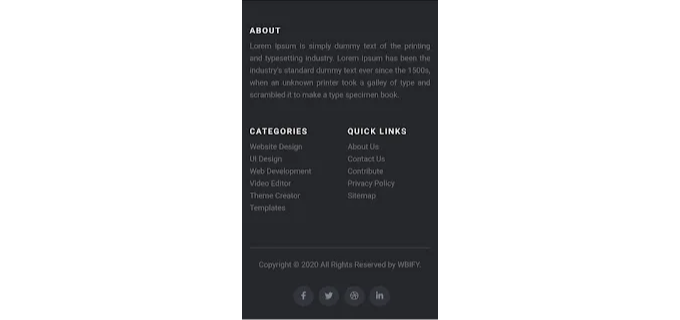 ABOUT
Lorem Ipsum is simply dummy text of the printing
and typesetting industry. Lorem Ipsum has been the
industry's standard dummy text ever since the 1500s,
when an unknown printer took a galley of type and
scrambled it to make a type specimen book.
CATEGORIES
Website Design
UI Design
Web Development
Video Editor
Theme Creator
Templates
QUICK LINKS
About Us
Contact Us
Contribute
Privacy Policy
Sitemap
Copyright © 2020 All Rights Reserved by WBIFY.